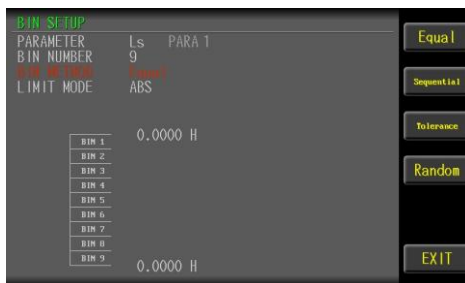 BIN SETUP
PARAMETER Ls PARA 1
BIN NUMBER 9
BIN METHOD Equal
LIMIT MODE ABS
0.0000 H
BIN 1
BIN 2
BIN 3
BIN 4
BIN 5
BIN 6
BIN 7
BIN 8
BIN 9
0.0000 H
Equal
Sequential
Tolerance
Random
EXIT